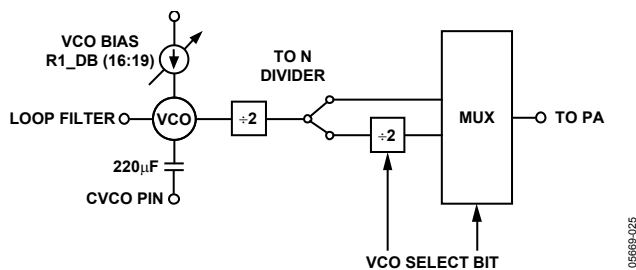 VCO BIAS
R1_DB (16:19)
TO N
DIVIDER
LOOP FILTER
VCO
÷2
÷2
MUX
TO PA
220µF
CVCO PIN
VCO SELECT BIT
05669-025